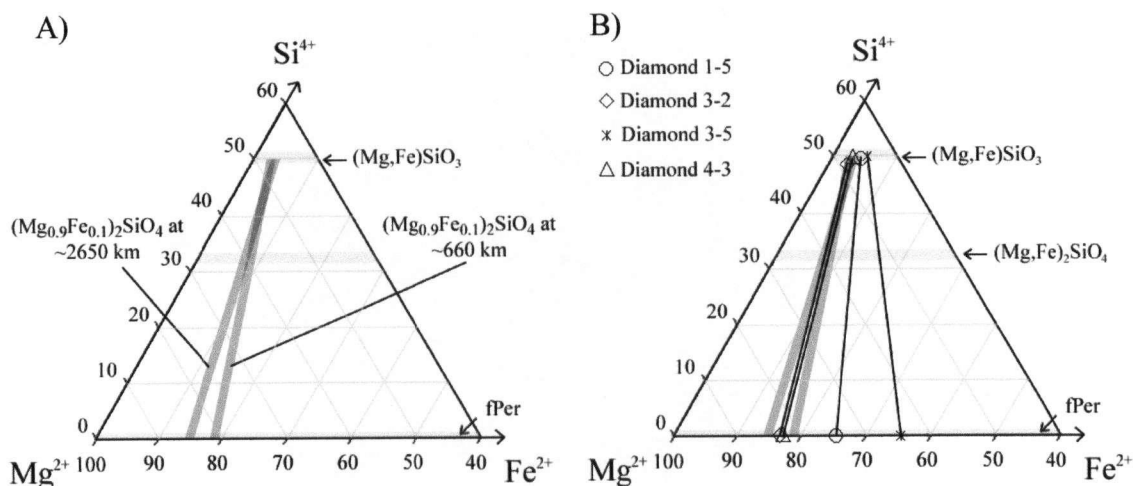 A)
Si⁴⁺
60
50
(Mg,Fe)SiO₃
40
(Mg₀.₉Fe₀.₁)₂SiO₄ at
~2650 km
(Mg₀.₉Fe₀.₁)₂SiO₄ at
~660 km
30
20
10
0
fPer
100 90 80 70 60 50 40
Mg²⁺
Fe²⁺
B)
Si⁴⁺
Diamond 1-5
Diamond 3-2
Diamond 3-5
Diamond 4-3
60
50
(Mg,Fe)SiO₃
40
30
(Mg,Fe)₂SiO₄
20
10
0
fPer
100 90 80 70 60 50 40
Mg²⁺
Fe²⁺